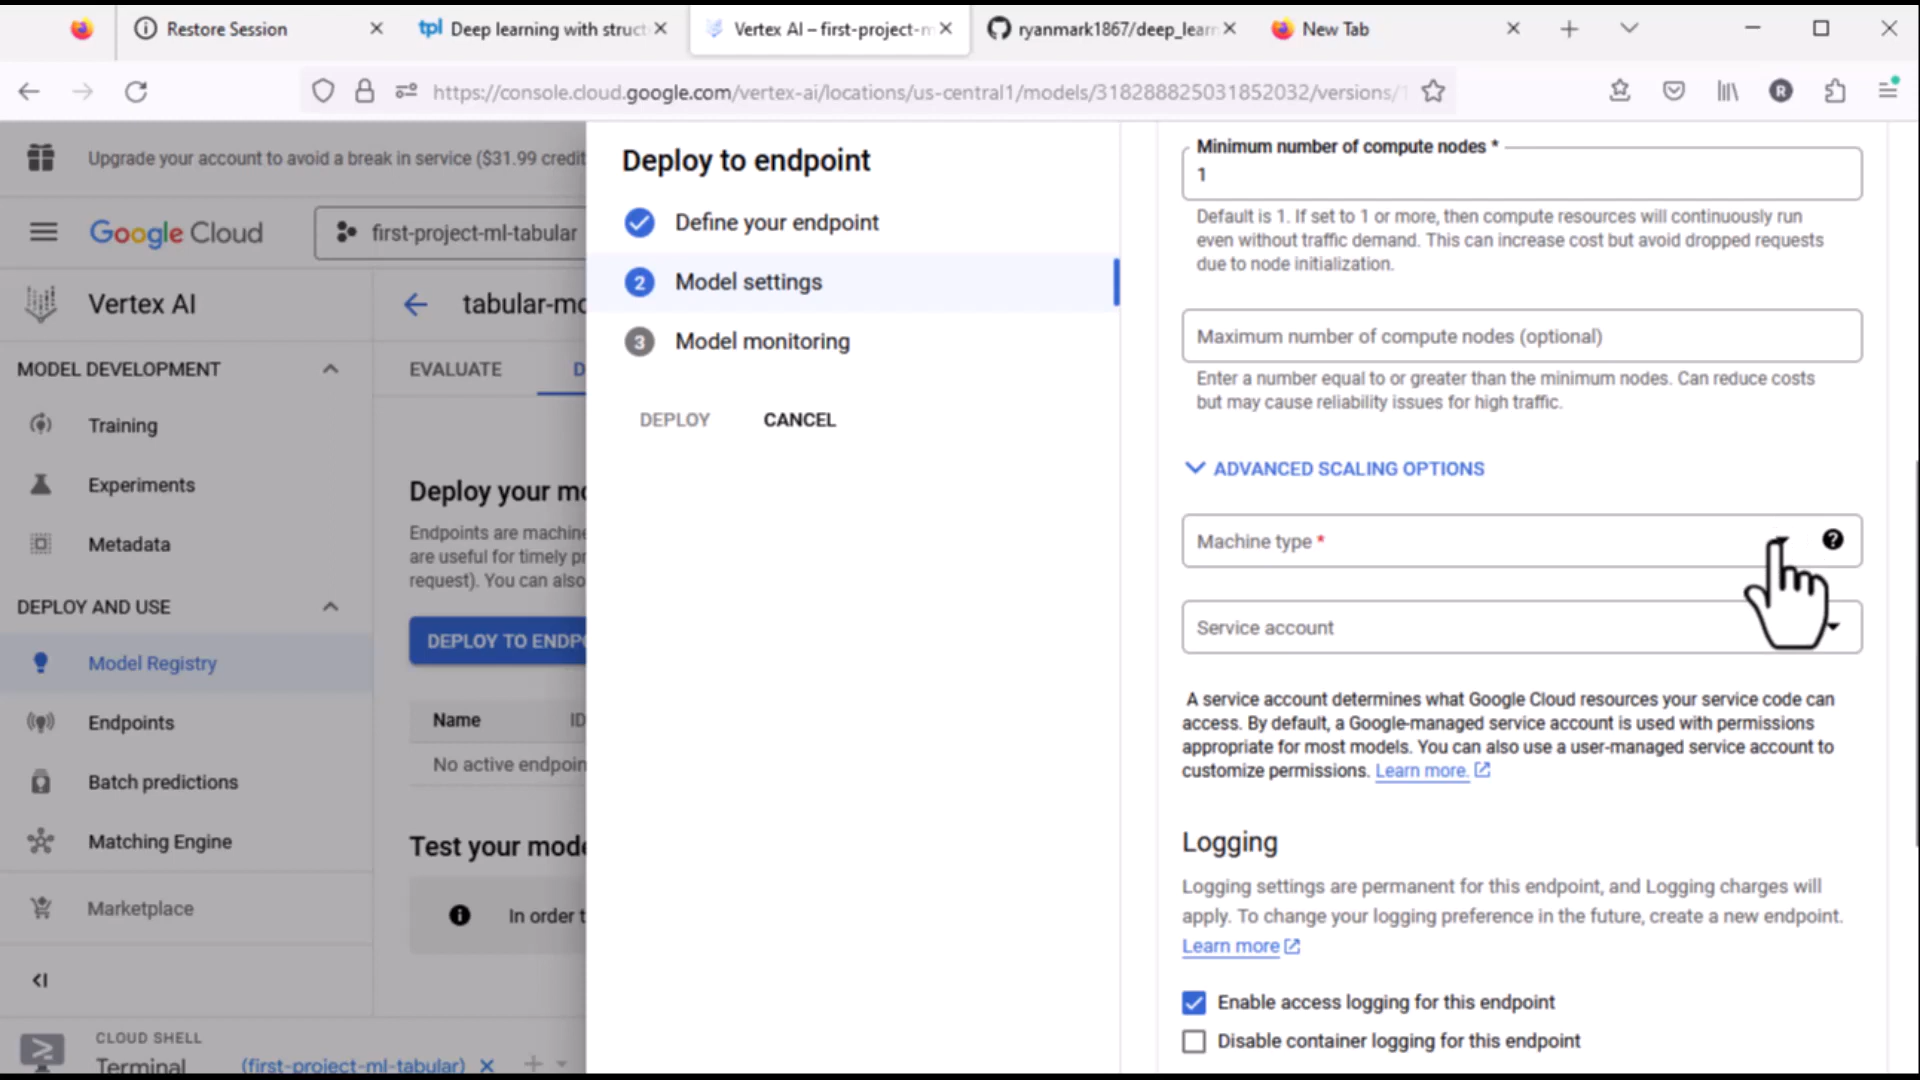 Restore Session
tpl Deep learning with struct
Vertex AI – first-project-m
ryanmark1867/deep_learn
New Tab
https://console.cloud.google.com/vertex-ai/locations/us-central1/models/318288825031852032/versions/
R
Upgrade your account to avoid a break in service ($31.99 credit
Google Cloud
first-project-ml-tabular
Vertex AI
tabular-mo
MODEL DEVELOPMENT
EVALUATE
D
Training
Experiments
Metadata
DEPLOY AND USE
Model Registry
Endpoints
Batch predictions
Matching Engine
Marketplace
Deploy your mo
Endpoints are machine
are useful for timely pr
request). You can also
DEPLOY TO ENDPO
Name ID
No active endpoin
Test your mode
In order t
CLOUD SHELL
Terminal (first-project-ml-tabular)
Deploy to endpoint
Define your endpoint
2 Model settings
3 Model monitoring
DEPLOY CANCEL
Minimum number of compute nodes *
1
Default is 1. If set to 1 or more, then compute resources will continuously run
even without traffic demand. This can increase cost but avoid dropped requests
due to node initialization.
Maximum number of compute nodes (optional)
Enter a number equal to or greater than the minimum nodes. Can reduce costs
but may cause reliability issues for high traffic.
ADVANCED SCALING OPTIONS
Machine type *
?
Service account
A service account determines what Google Cloud resources your service code can
access. By default, a Google-managed service account is used with permissions
appropriate for most models. You can also use a user-managed service account to
customize permissions. Learn more.
Logging
Logging settings are permanent for this endpoint, and Logging charges will
apply. To change your logging preference in the future, create a new endpoint.
Learn more
Enable access logging for this endpoint
Disable container logging for this endpoint